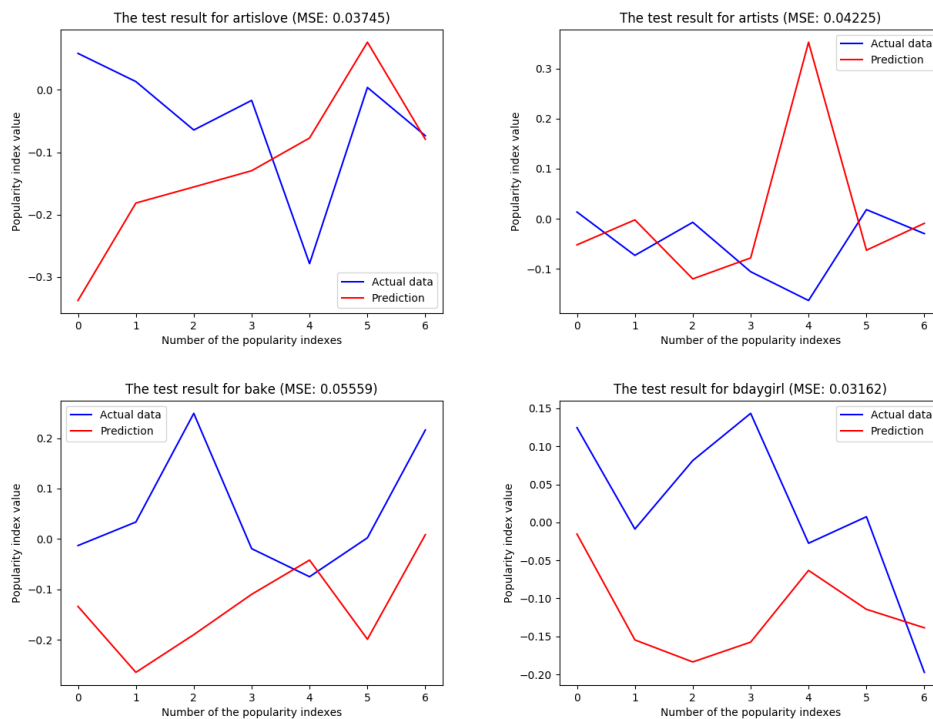 The test result for artislove (MSE: 0.03745)
Popularity index value
0.0
−0.1
−0.2
−0.3
Actual data
Prediction
0 1 2 3 4 5 6
Number of the popularity indexes
The test result for artists (MSE: 0.04225)
Popularity index value
0.3
0.2
0.1
0.0
−0.1
Actual data
Prediction
0 1 2 3 4 5 6
Number of the popularity indexes
The test result for bake (MSE: 0.05559)
Popularity index value
0.2
0.1
0.0
−0.1
−0.2
Actual data
Prediction
0 1 2 3 4 5 6
Number of the popularity indexes
The test result for bdaygirl (MSE: 0.03162)
Popularity index value
0.15
0.10
0.05
0.00
−0.05
−0.10
−0.15
−0.20
Actual data
Prediction
0 1 2 3 4 5 6
Number of the popularity indexes